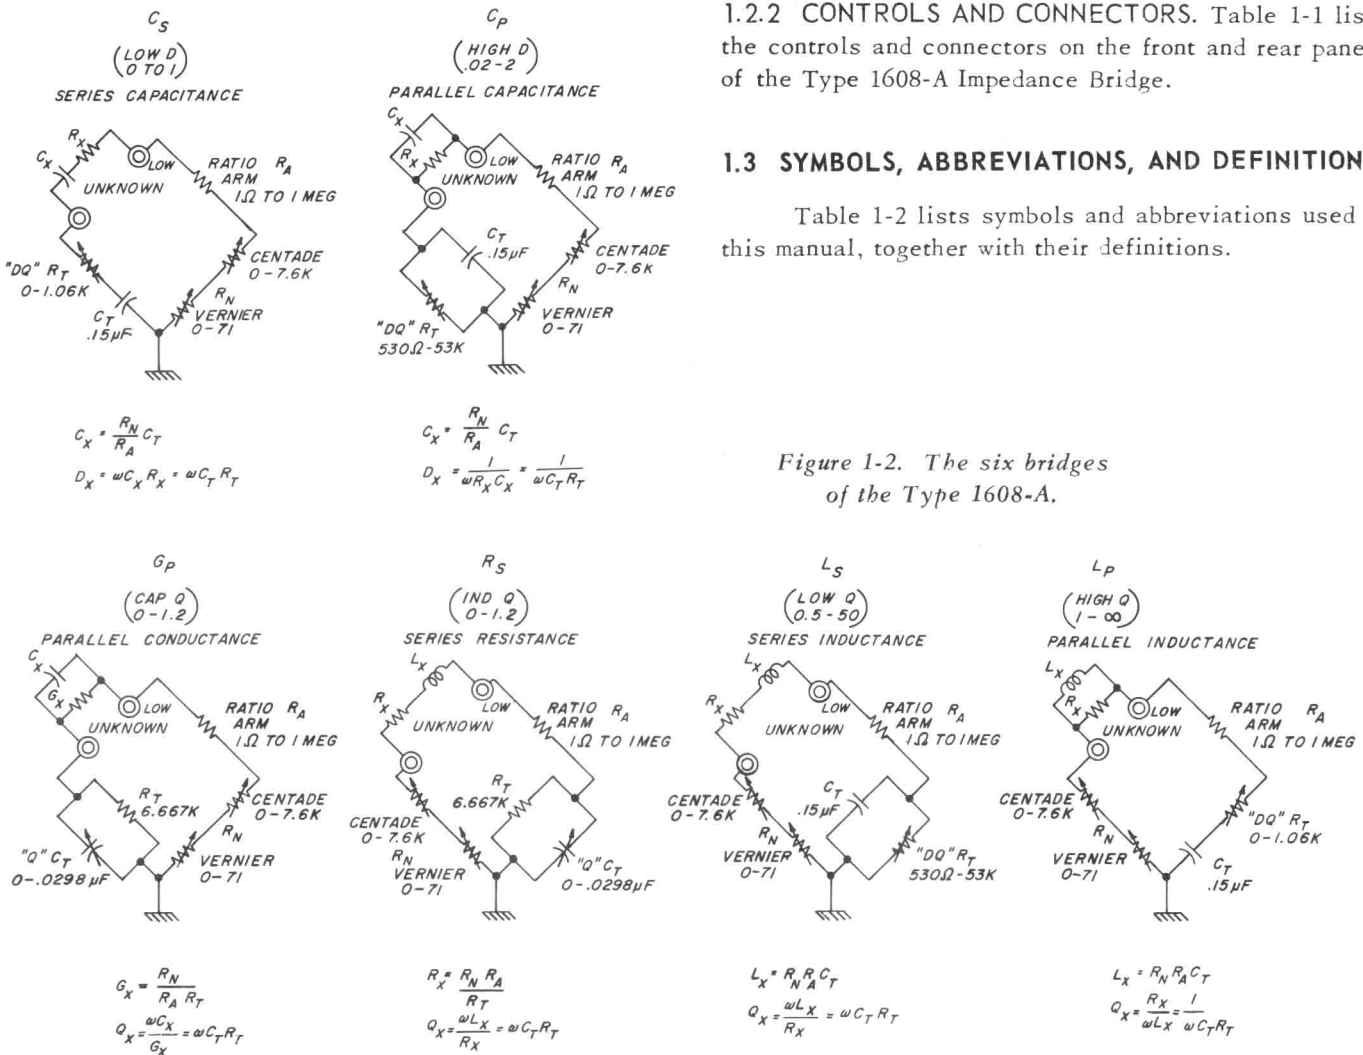 1.2.2 CONTROLS AND CONNECTORS. Table 1-1 lis
the controls and connectors on the front and rear pane
of the Type 1608-A Impedance Bridge.
1.3 SYMBOLS, ABBREVIATIONS, AND DEFINITION
Table 1-2 lists symbols and abbreviations used
this manual, together with their definitions.
C_S
(LOW D
0 TO 1)
SERIES CAPACITANCE
R_X
C_X
LOW
UNKNOWN
RATIO R_A
ARM
1Ω TO 1 MEG
"DQ" R_T
0-1.06K
C_T
.15µF
CENTADE
0-7.6K
R_N
VERNIER
0-71
C_X = R_N/R_A C_T
D_X = ωC_X R_X = ωC_T R_T
C_P
(HIGH D
.02-2)
PARALLEL CAPACITANCE
C_X
R_X
LOW
UNKNOWN
RATIO R_A
ARM
1Ω TO 1 MEG
C_T
.15µF
CENTADE
0-7.6K
R_N
VERNIER
0-71
"DQ" R_T
530Ω-53K
C_X = R_N/R_A C_T
D_X = 1/ωR_X C_X = 1/ωC_T R_T
Figure 1-2. The six bridges
of the Type 1608-A.
G_P
(CAP Q
0-1.2)
PARALLEL CONDUCTANCE
C_X
G_X
LOW
UNKNOWN
RATIO R_A
ARM
1Ω TO 1 MEG
R_T
6.667K
CENTADE
0-7.6K
R_N
VERNIER
0-71
"Q" C_T
0-.0298µF
G_X = R_N/R_A R_T
Q_X = ωC_X/G_X = ωC_T R_T
R_S
(IND Q
0-1.2)
SERIES RESISTANCE
L_X
R_X
LOW
UNKNOWN
RATIO R_A
ARM
1Ω TO 1 MEG
R_T
6.667K
CENTADE
0-7.6K
R_N
VERNIER
0-71
"Q" C_T
0-.0298µF
R_X = R_N R_A/R_T
Q_X = ωL_X/R_X = ωC_T R_T
L_S
(LOW Q
0.5-50)
SERIES INDUCTANCE
L_X
R_X
LOW
UNKNOWN
RATIO R_A
ARM
1Ω TO 1 MEG
C_T
.15µF
CENTADE
0-7.6K
R_N
VERNIER
0-71
"DQ" R_T
530Ω-53K
L_X = R_N R_A C_T
Q_X = ωL_X/R_X = ωC_T R_T
L_P
(HIGH Q
1-∞)
PARALLEL INDUCTANCE
L_X
R_X
LOW
UNKNOWN
RATIO R_A
ARM
1Ω TO 1 MEG
CENTADE
0-7.6K
R_N
VERNIER
0-71
"DQ" R_T
0-1.06K
C_T
.15µF
L_X = R_N R_A C_T
Q_X = R_X/ωL_X = 1/ωC_T R_T